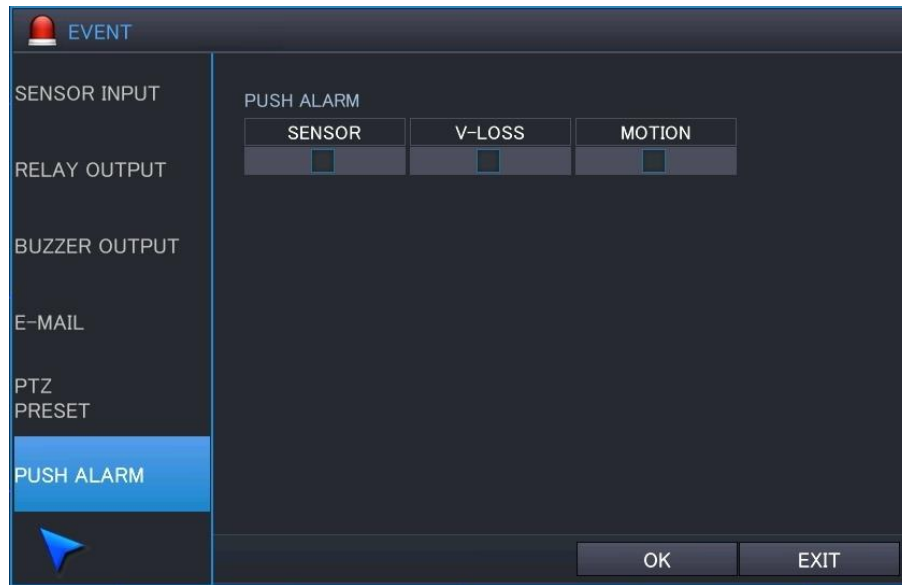 EVENT
SENSOR INPUT
RELAY OUTPUT
BUZZER OUTPUT
E-MAIL
PTZ
PRESET
PUSH ALARM
PUSH ALARM
SENSOR V-LOSS MOTION
OK EXIT